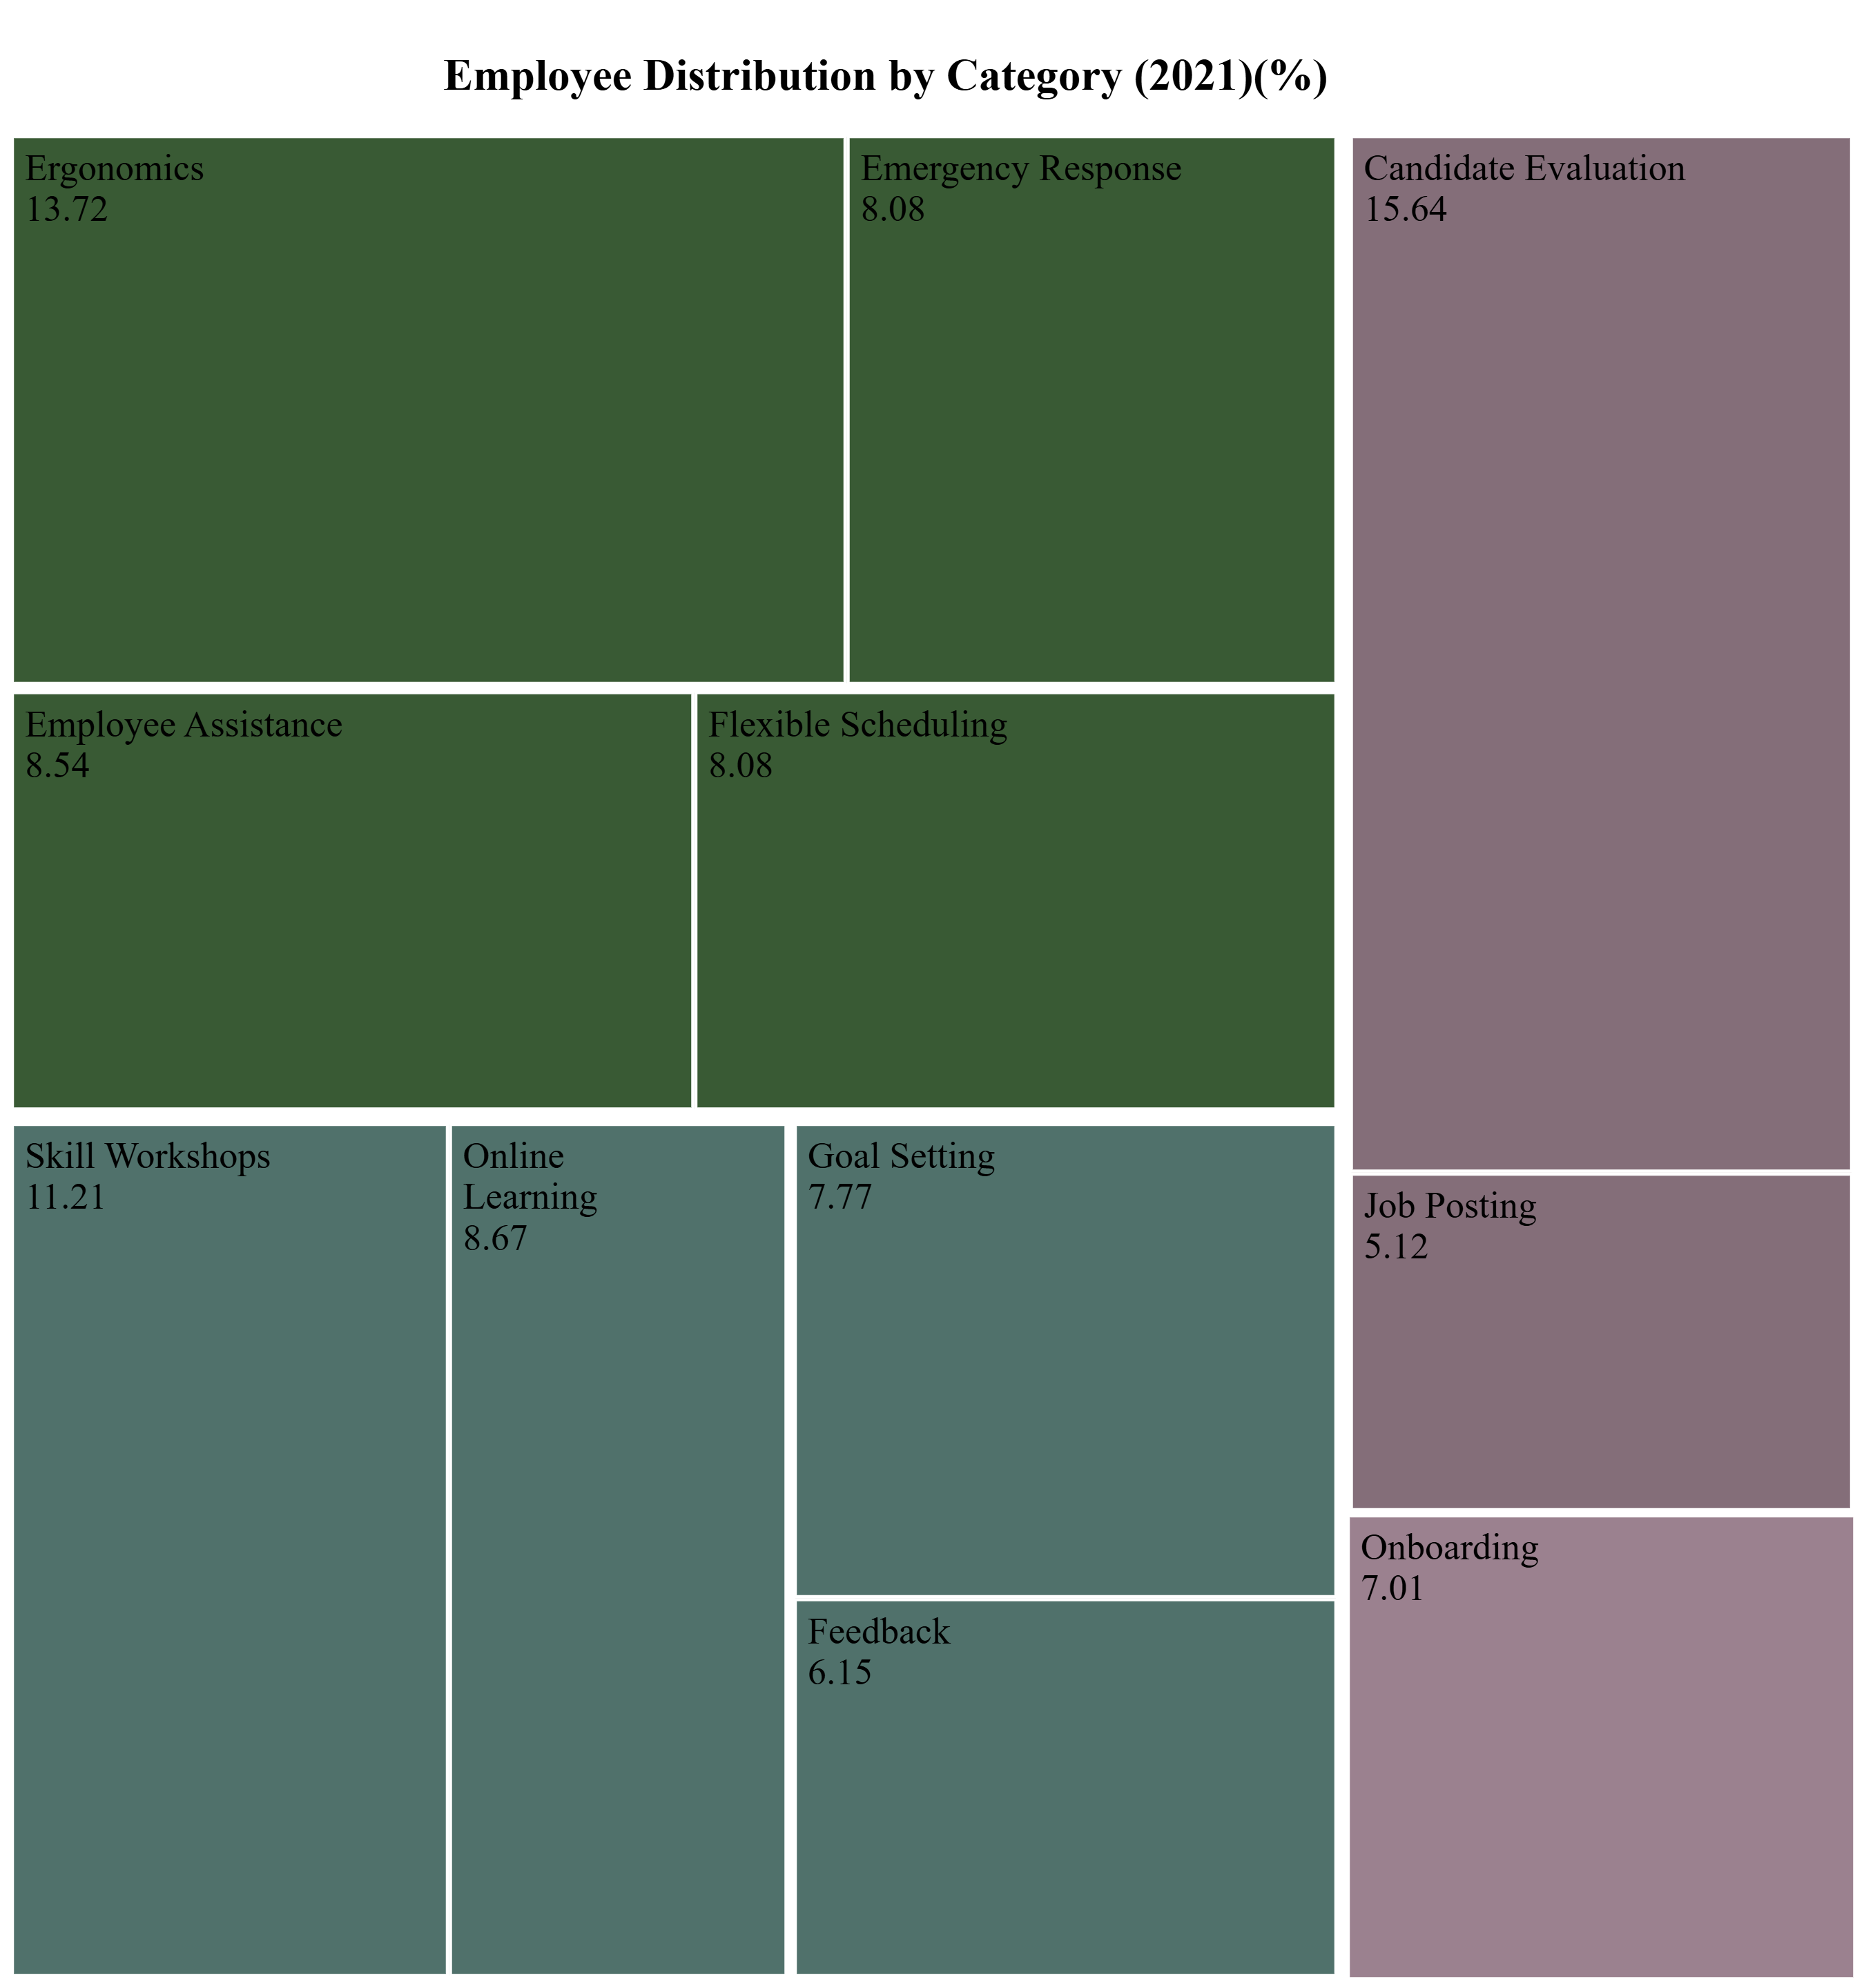 Employee Distribution by Category (2021)(%)
Ergonomics
13.72
Emergency Response
8.08
Candidate Evaluation
15.64
Employee Assistance
8.54
Flexible Scheduling
8.08
Skill Workshops
11.21
Online
Learning
8.67
Goal Setting
7.77
Feedback
6.15
Job Posting
5.12
Onboarding
7.01